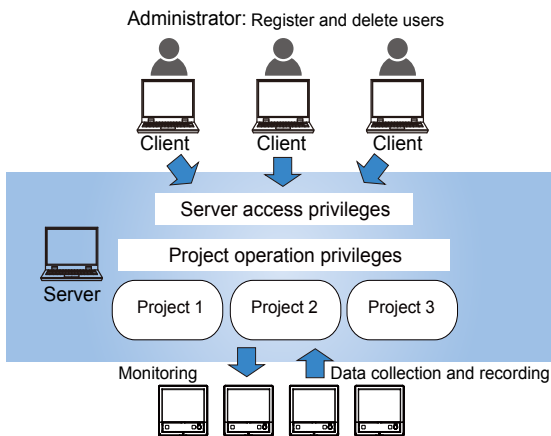 Administrator: Register and delete users
Client Client Client
Server access privileges
Project operation privileges
Server
Project 1 Project 2 Project 3
Monitoring Data collection and recording